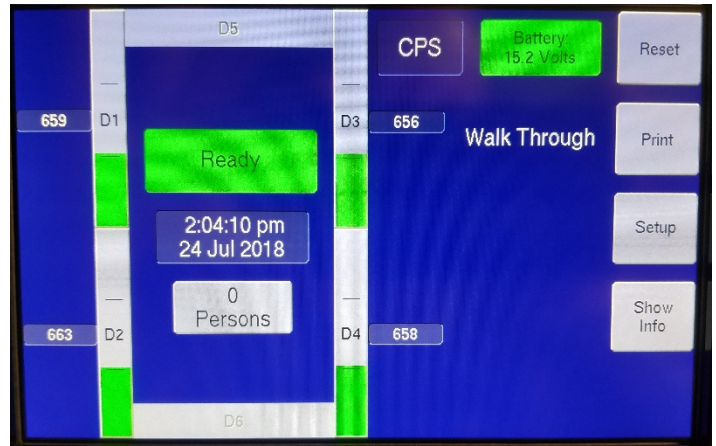 D5
CPS
Battery:
15.2 Volts
Reset
659
D1
D3
656
Ready
Walk Through
Print
2:04:10 pm
24 Jul 2018
Setup
0
Persons
Show
Info
663
D2
D4
658
D6